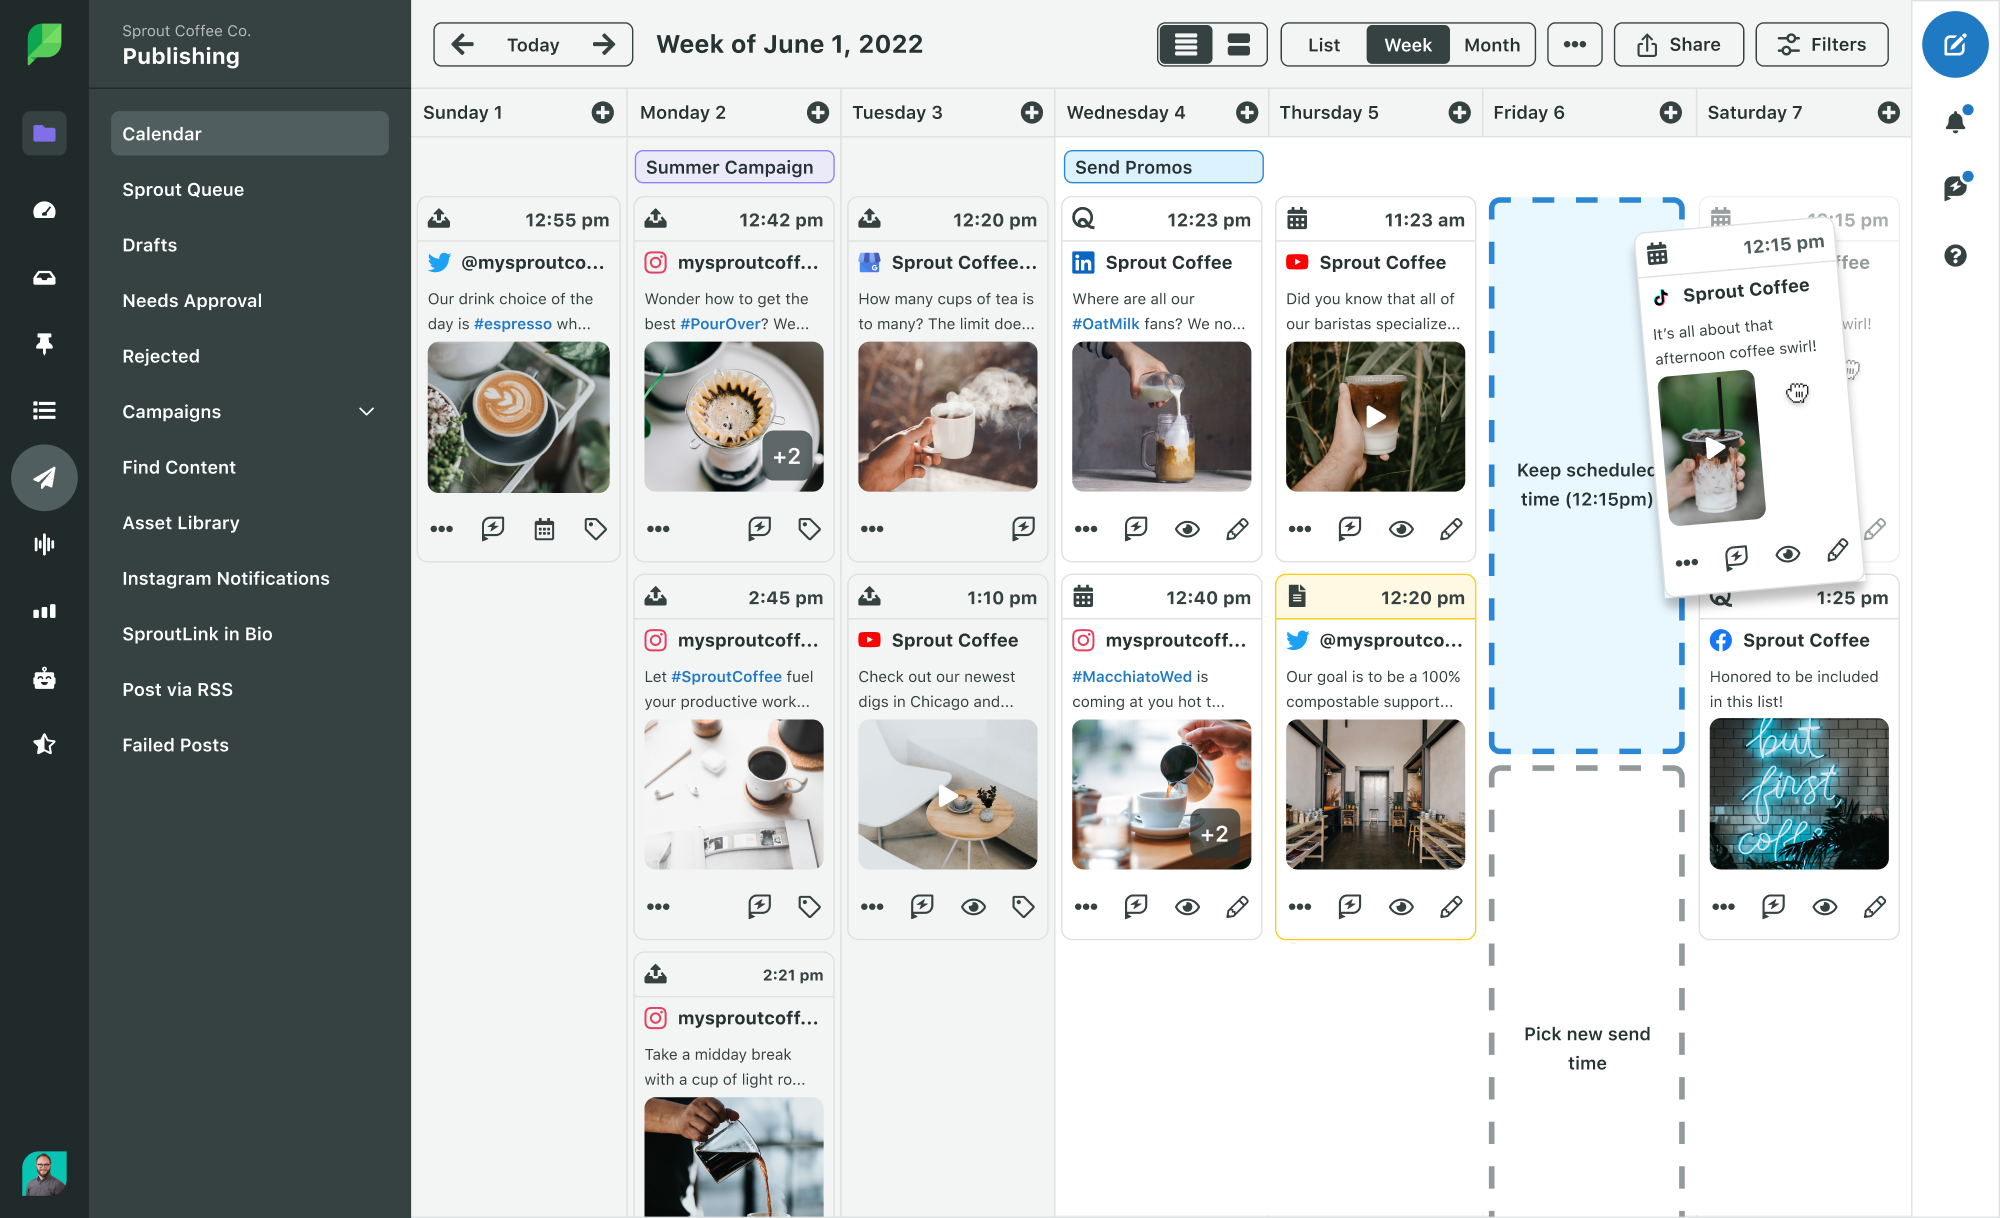 Sprout Coffee Co.
Publishing
Calendar
Sprout Queue
Drafts
Needs Approval
Rejected
Campaigns
Find Content
Asset Library
Instagram Notifications
SproutLink in Bio
Post via RSS
Failed Posts
Today
Week of June 1, 2022
List
Week
Month
Share
Filters
Sunday 1
Monday 2
Tuesday 3
Wednesday 4
Thursday 5
Friday 6
Saturday 7
Summer Campaign
Send Promos
12:55 pm
@mysproutco...
Our drink choice of the
day is #espresso wh...
12:42 pm
mysproutcoff...
Wonder how to get the
best #PourOver? We...
+2
2:45 pm
mysproutcoff...
Let #SproutCoffee fuel
your productive work...
2:21 pm
mysproutcoff...
Take a midday break
with a cup of light ro...
12:20 pm
Sprout Coffee...
How many cups of tea is
to many? The limit doe...
1:10 pm
Sprout Coffee
Check out our newest
digs in Chicago and...
12:23 pm
Sprout Coffee
Where are all our
#OatMilk fans? We no...
12:40 pm
mysproutcoff...
#MacchiatoWed is
coming at you hot t...
+2
11:23 am
Sprout Coffee
Did you know that all of
our baristas specialize...
12:20 pm
@mysproutco...
Our goal is to be a 100%
compostable support...
Keep scheduled
time (12:15pm)
Pick new send
time
12:15 pm
Sprout Coffee
It's all about that
afternoon coffee swirl!
12:15 pm
ffee
wirl!
1:25 pm
Sprout Coffee
Honored to be included
in this list!
but
first,
coffe